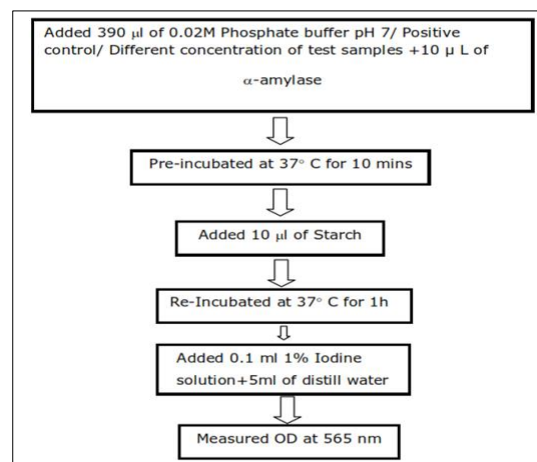 Added 390 µl of 0.02M Phosphate buffer pH 7/ Positive
control/ Different concentration of test samples +10 µ L of
α-amylase
Pre-incubated at 37° C for 10 mins
Added 10 µl of Starch
Re-Incubated at 37° C for 1h
Added 0.1 ml 1% Iodine
solution+5ml of distill water
Measured OD at 565 nm